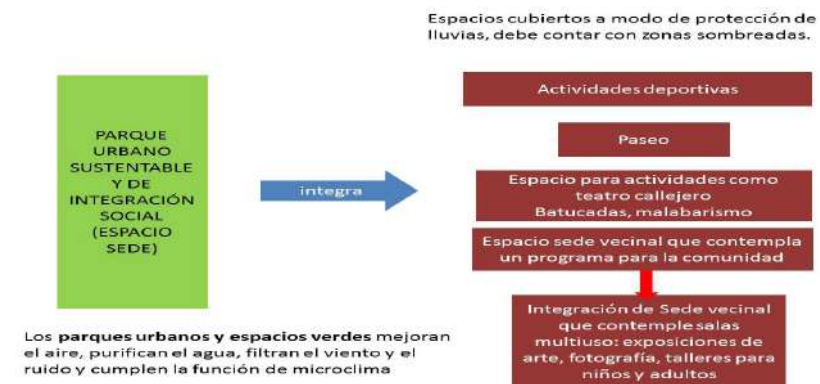 Espacios cubiertos a modo de protección de
lluvias, debe contar con zonas sombreadas.
PARQUE
URBANO
SUSTENTABLE
Y DE
INTEGRACIÓN
SOCIAL
(ESPACIO
SEDE)
integra
Actividades deportivas
Paseo
Espacio para actividades como
teatro callejero
Batucadas, malabarismo
Espacio sede vecinal que contempla
un programa para la comunidad
Integración de Sede vecinal
que contemple salas
multiuso: exposiciones de
arte, fotografía, talleres para
niños y adultos
Los parques urbanos y espacios verdes mejoran
el aire, purifican el agua, filtran el viento y el
ruido y cumplen la función de microclima